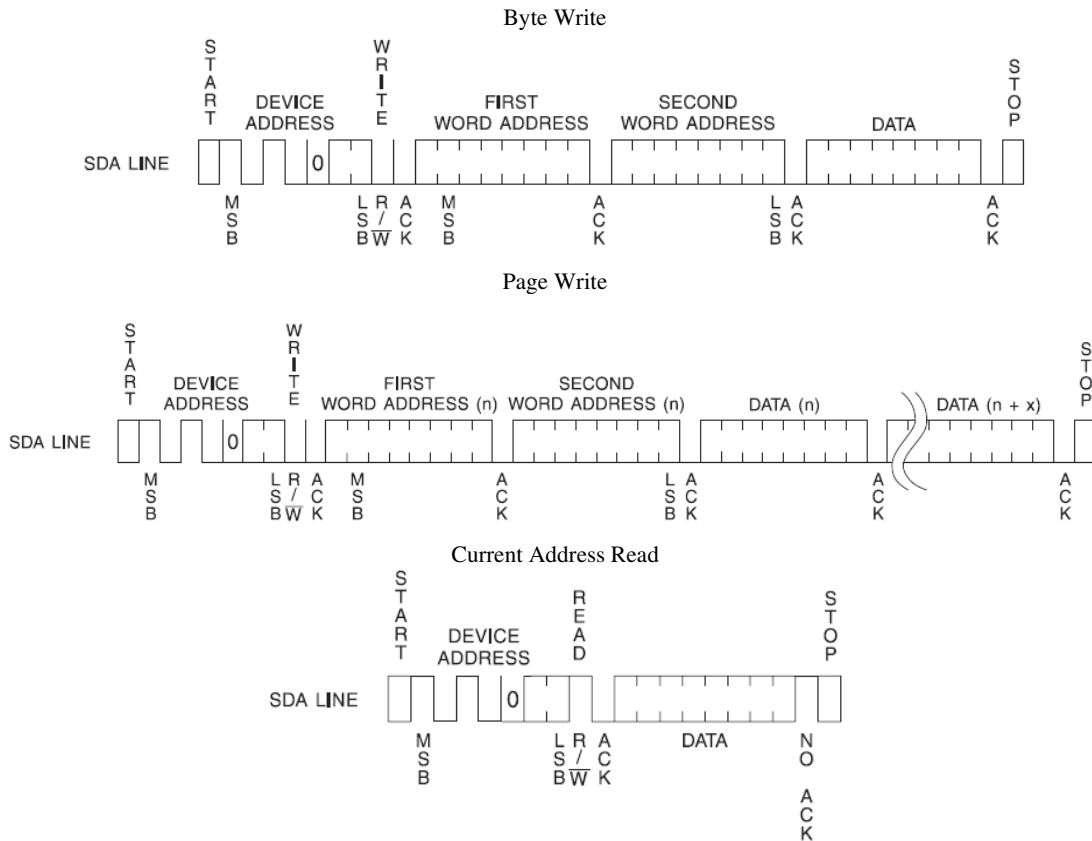 Byte Write
START
WRITE
STOP
DEVICE
ADDRESS
FIRST
WORD ADDRESS
SECOND
WORD ADDRESS
DATA
SDA LINE
0
MSB
LSB
R/W
ACK
MSB
ACK
LSB
ACK
ACK
Page Write
START
WRITE
STOP
DEVICE
ADDRESS
FIRST
WORD ADDRESS (n)
SECOND
WORD ADDRESS (n)
DATA (n)
DATA (n + x)
SDA LINE
0
MSB
LSB
R/W
ACK
MSB
ACK
LSB
ACK
ACK
ACK
Current Address Read
START
READ
STOP
DEVICE
ADDRESS
SDA LINE
0
MSB
LSB
R/W
ACK
DATA
NO ACK